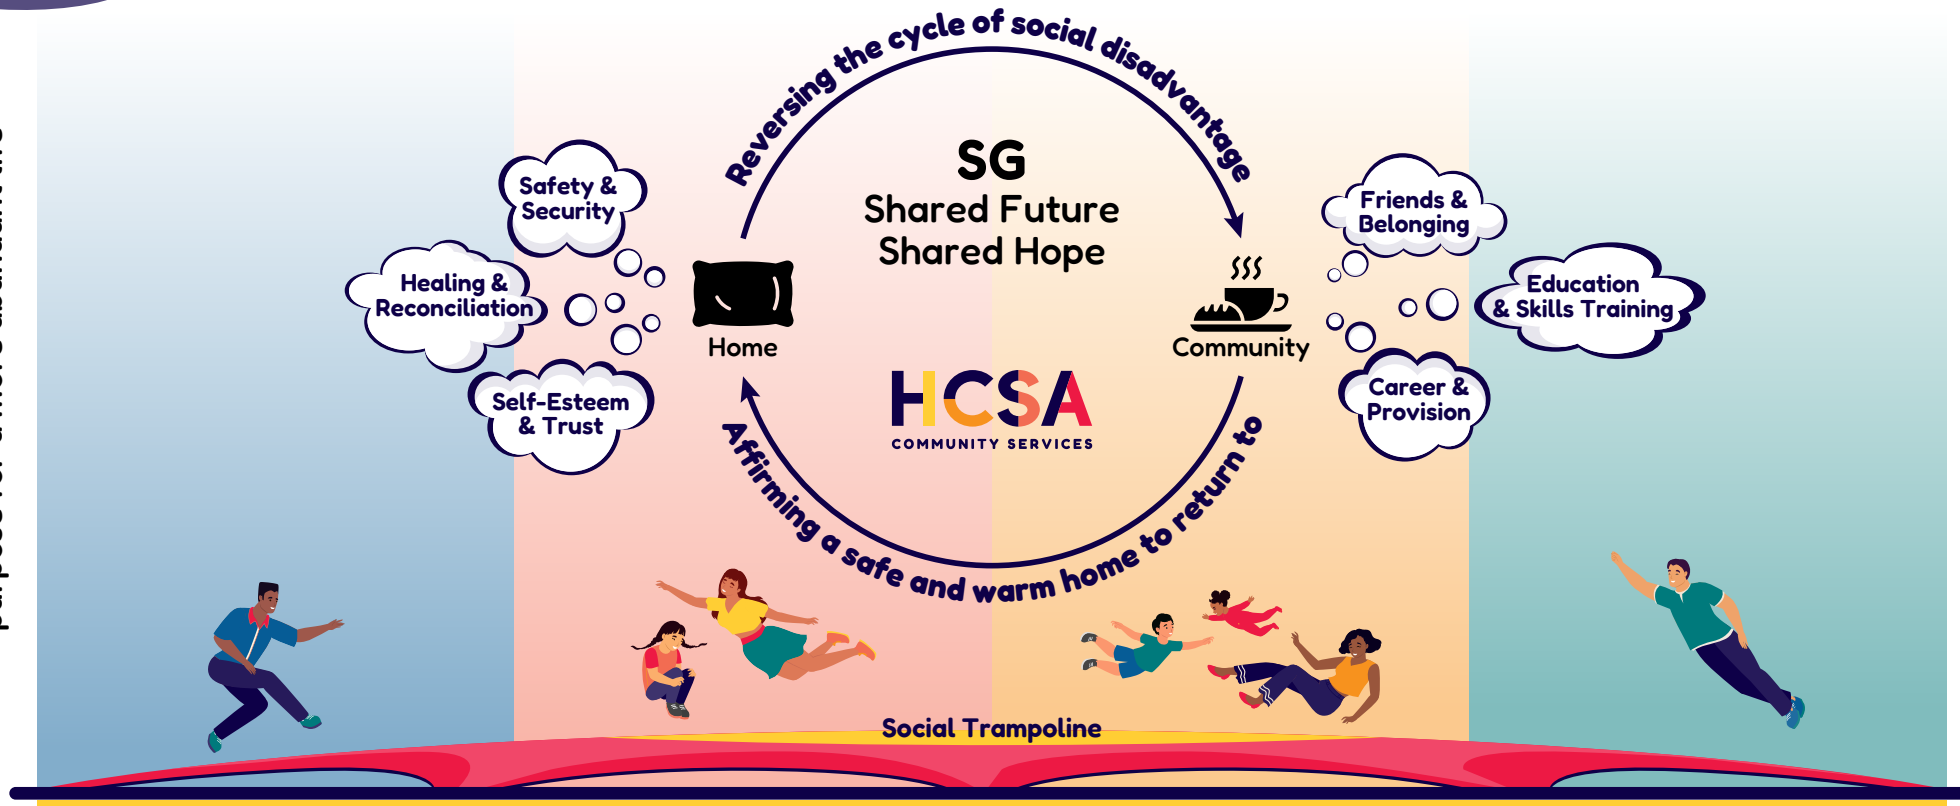 Reversing the cycle of social disadvantage
SG
Shared Future
Shared Hope
Safety &
Security
Healing &
Reconciliation
Self-Esteem
& Trust
Home
Community
Friends &
Belonging
Education
& Skills Training
Career &
Provision
HCSA
COMMUNITY SERVICES
Affirming a safe and warm home to return to
Social Trampoline